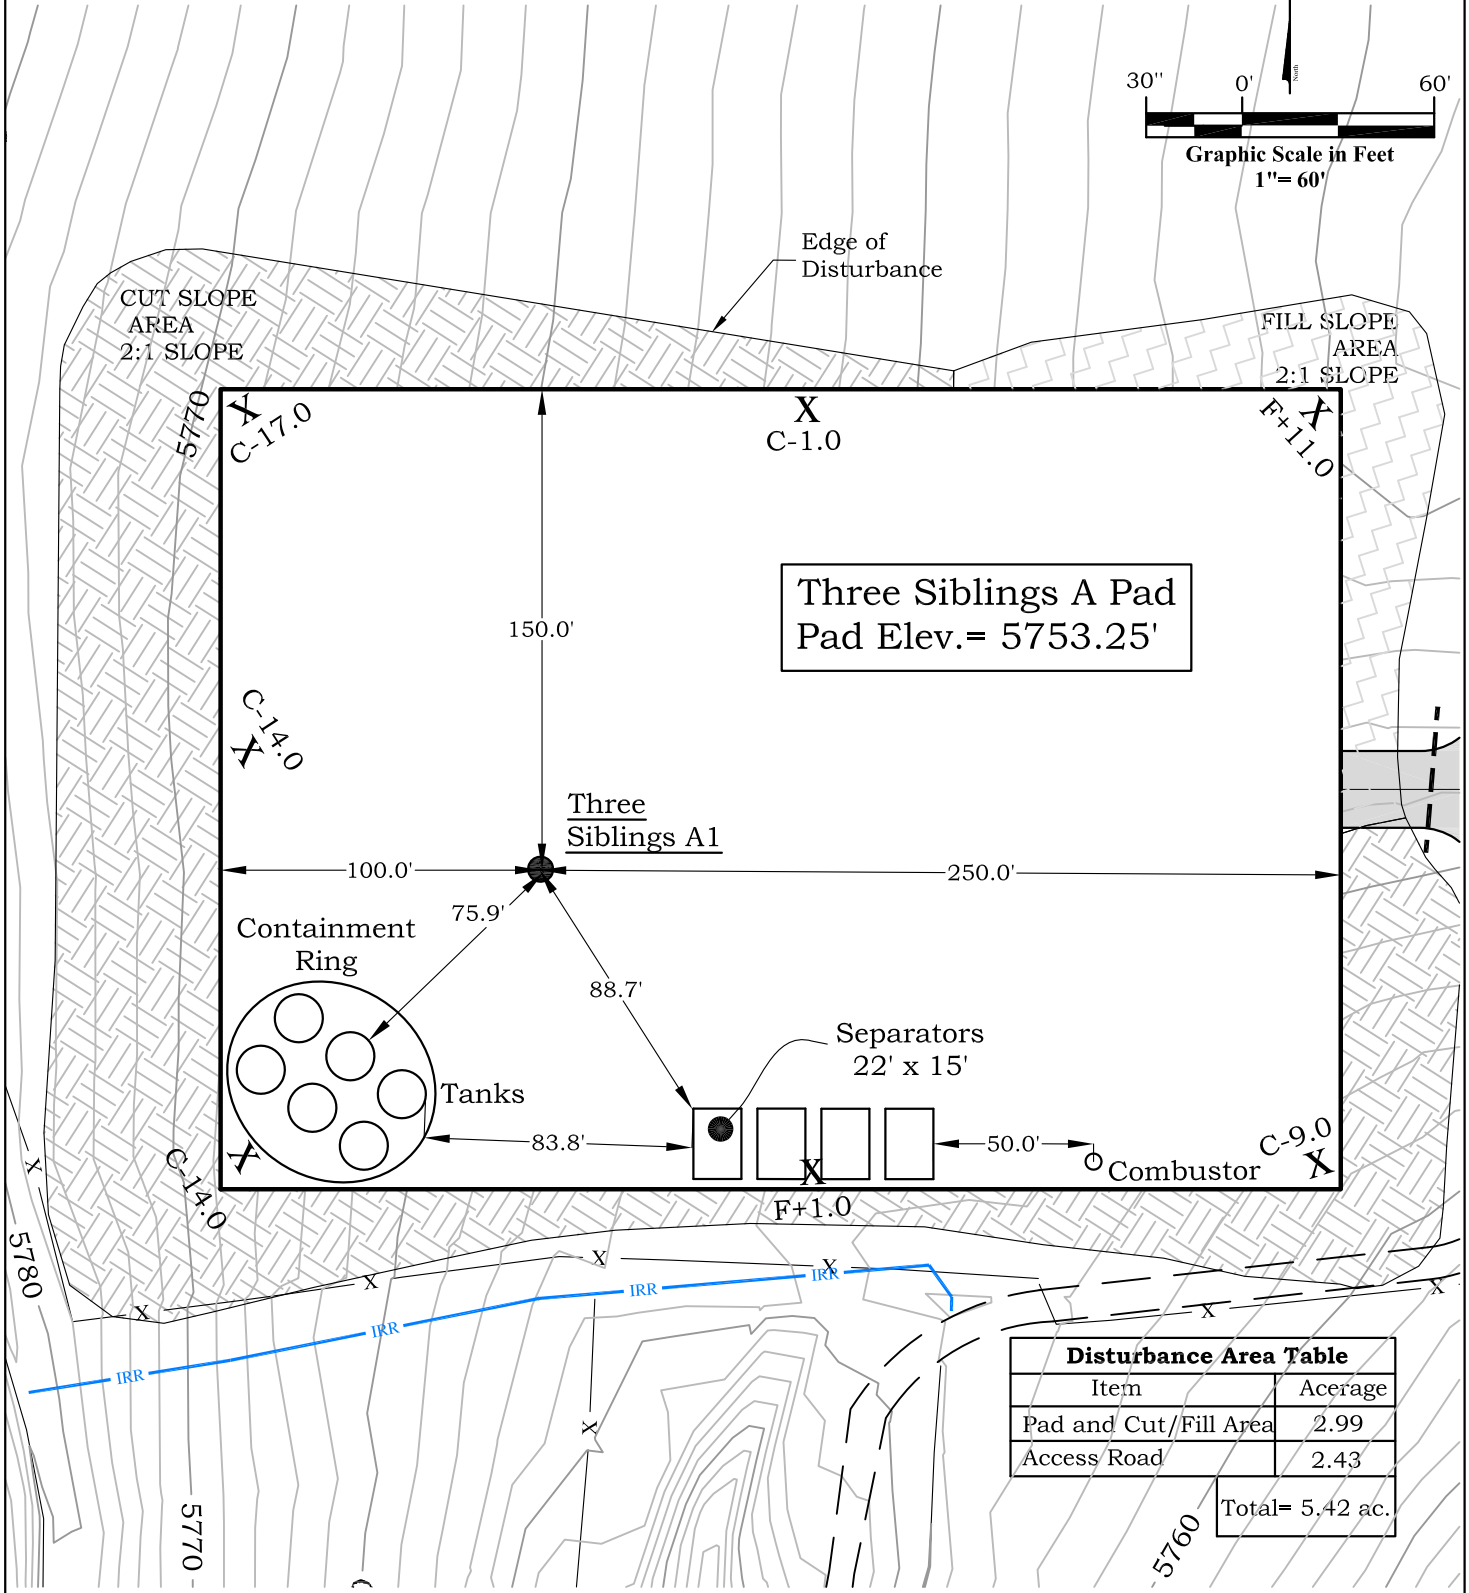 30" 0' 60'
North
Graphic Scale in Feet
1"= 60'
Edge of
Disturbance
CUT SLOPE
AREA
2:1 SLOPE
FILL SLOPE
AREA
2:1 SLOPE
5770
X
C-17.0
X
C-1.0
X
F+11.0
Three Siblings A Pad
Pad Elev.= 5753.25'
150.0'
C-14.0
X
Three
Siblings A1
100.0'
250.0'
75.9'
Containment
Ring
88.7'
Separators
22' x 15'
Tanks
83.8'
50.0'
Combustor
C-9.0
X
X
C-14.0
X
F+1.0
X
5780
X
X
X
X
X
X
IRR
IRR
IRR
IRR
X
Disturbance Area Table
Item Acerage
Pad and Cut/Fill Area 2.99
Access Road 2.43
Total= 5.42 ac.
5770
5760